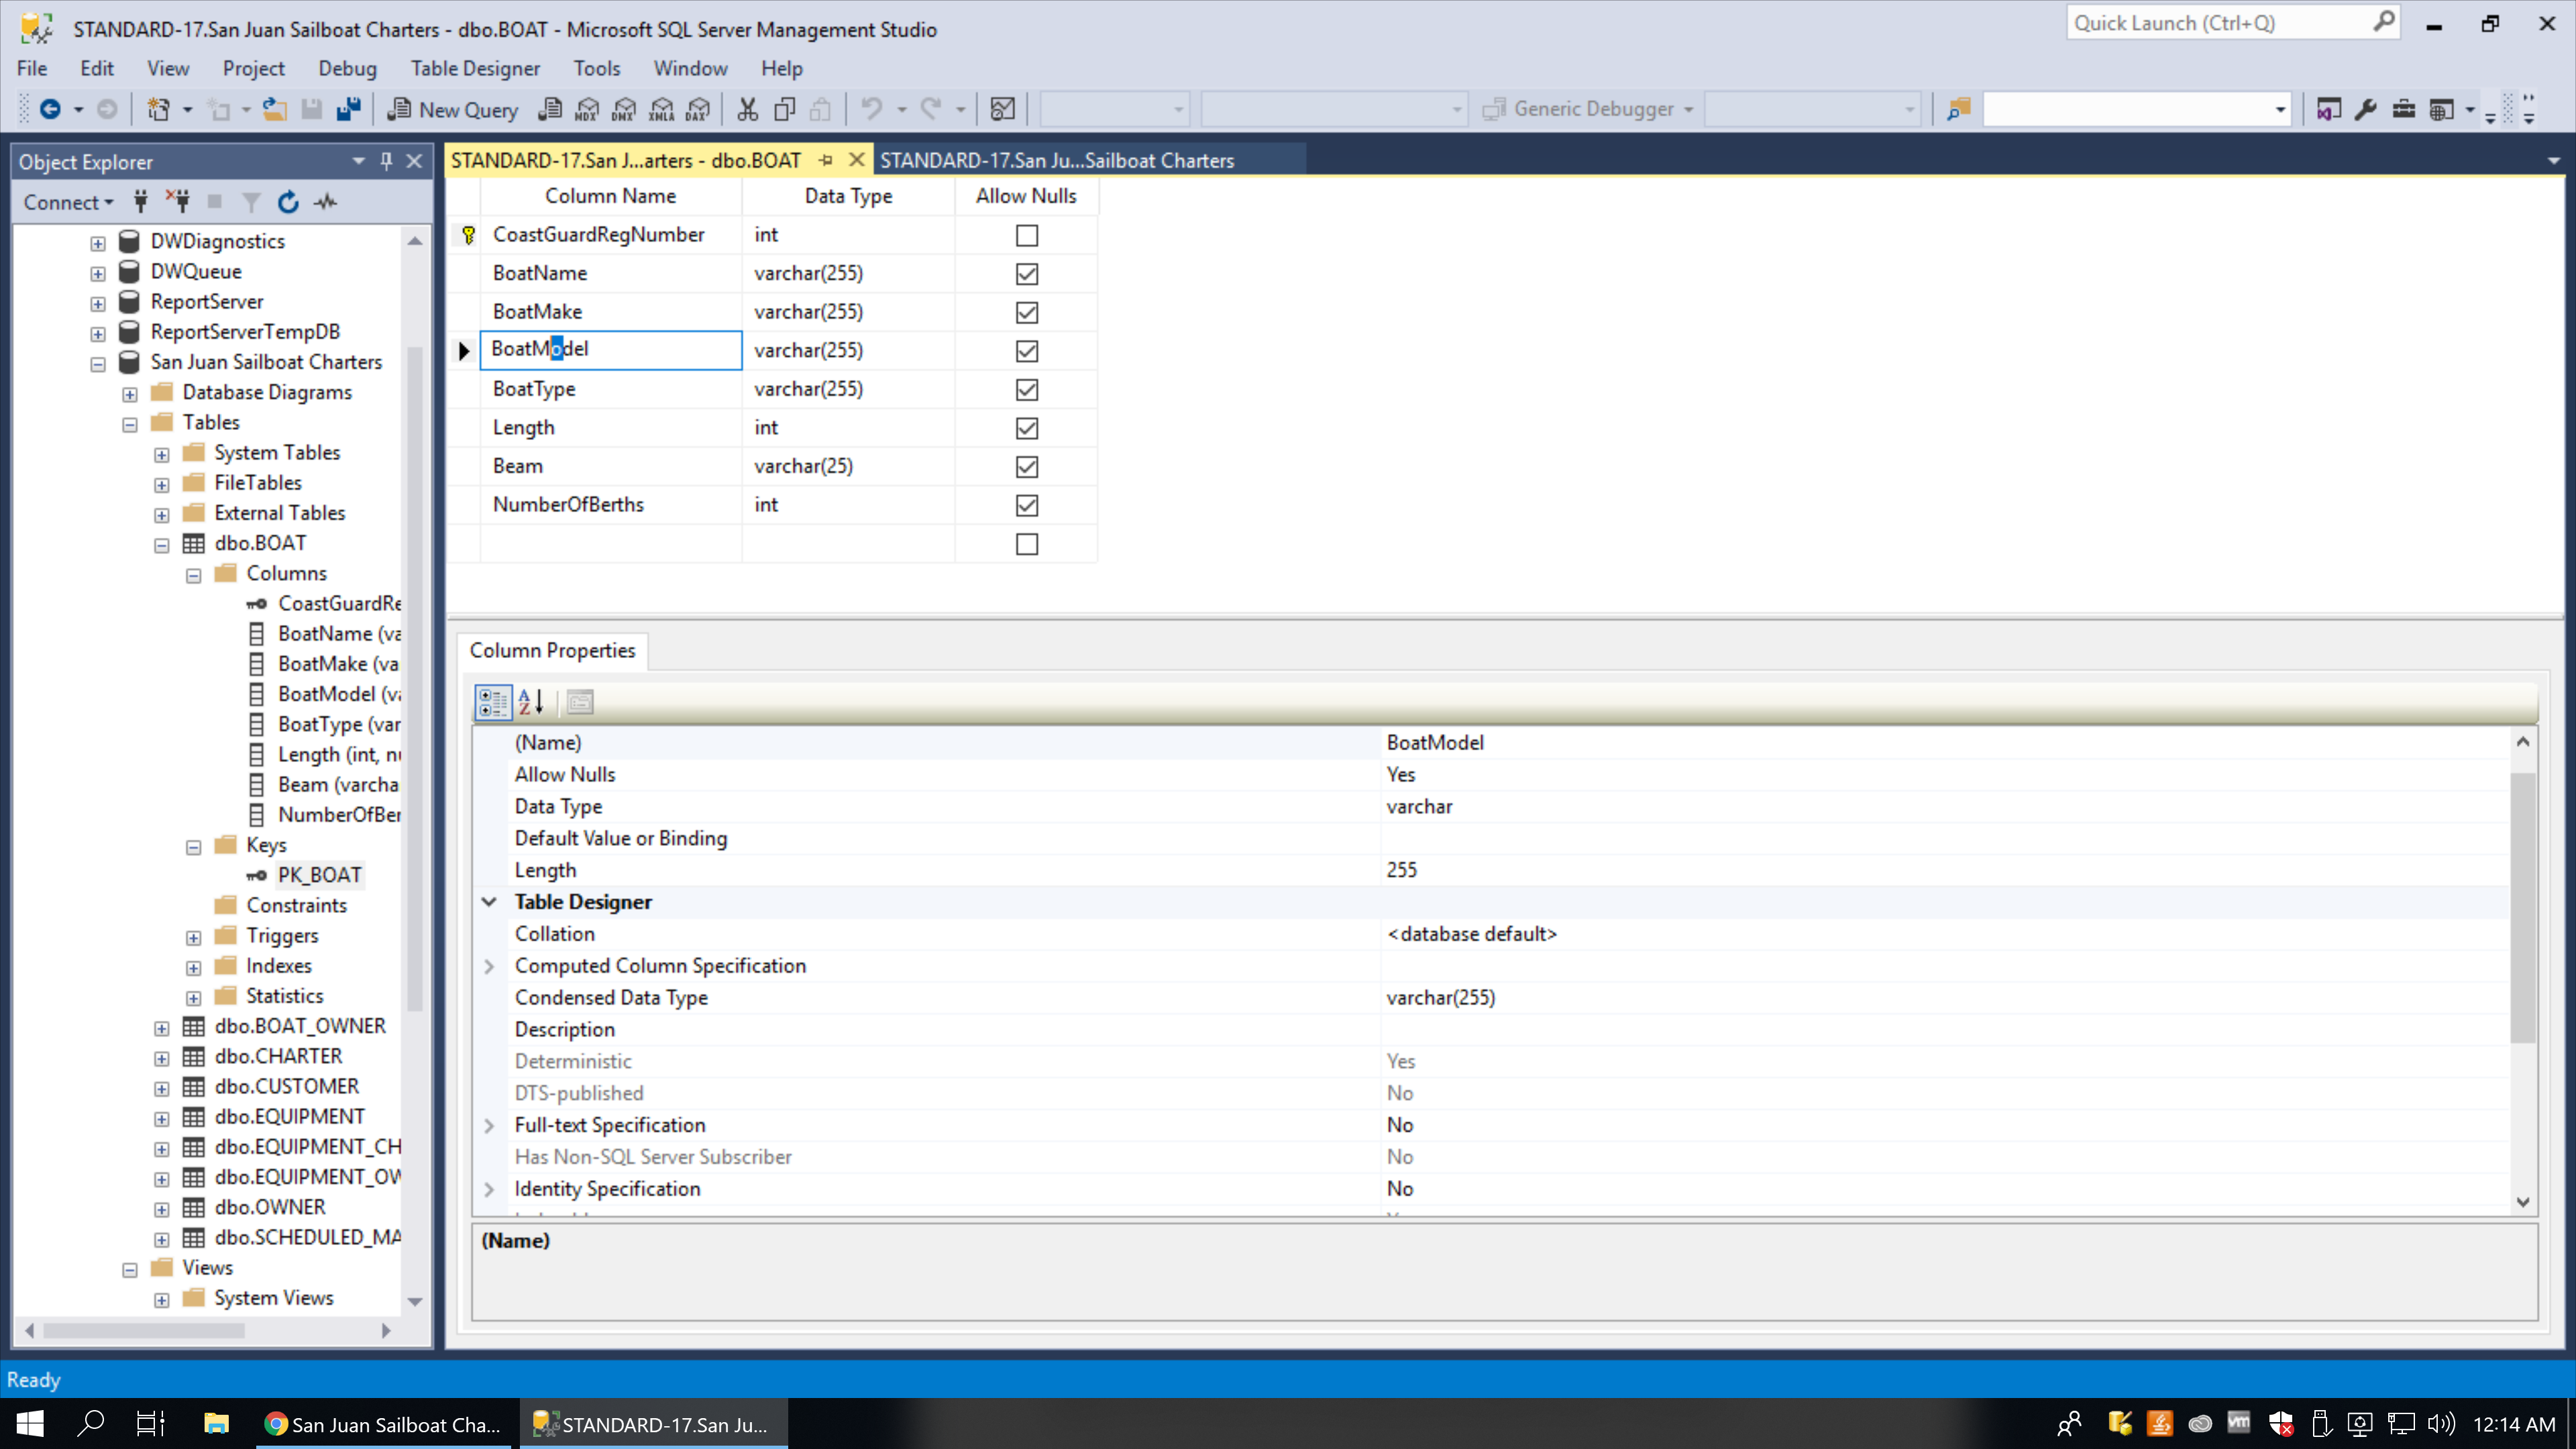 STANDARD-17.San Juan Sailboat Charters - dbo.BOAT - Microsoft SQL Server Management Studio
Quick Launch (Ctrl+Q)
File Edit View Project Debug Table Designer Tools Window Help
New Query
MDX DMX XMLA DAX
Generic Debugger
Object Explorer
Connect
DWDiagnostics
DWQueue
ReportServer
ReportServerTempDB
San Juan Sailboat Charters
Database Diagrams
Tables
System Tables
FileTables
External Tables
dbo.BOAT
Columns
CoastGuardRe
BoatName (va
BoatMake (va
BoatModel (va
BoatType (var
Length (int, nu
Beam (varcha
NumberOfBer
Keys
PK_BOAT
Constraints
Triggers
Indexes
Statistics
dbo.BOAT_OWNER
dbo.CHARTER
dbo.CUSTOMER
dbo.EQUIPMENT
dbo.EQUIPMENT_CH
dbo.EQUIPMENT_OW
dbo.OWNER
dbo.SCHEDULED_MA
Views
System Views
STANDARD-17.San J...arters - dbo.BOAT
STANDARD-17.San Ju...Sailboat Charters
Column Name Data Type Allow Nulls
CoastGuardRegNumber int
BoatName varchar(255)
BoatMake varchar(255)
BoatModel varchar(255)
BoatType varchar(255)
Length int
Beam varchar(25)
NumberOfBerths int
Column Properties
(Name) BoatModel
Allow Nulls Yes
Data Type varchar
Default Value or Binding
Length 255
Table Designer
Collation <database default>
Computed Column Specification
Condensed Data Type varchar(255)
Description
Deterministic Yes
DTS-published No
Full-text Specification No
Has Non-SQL Server Subscriber No
Identity Specification No
(Name)
Ready
San Juan Sailboat Cha...
STANDARD-17.San Ju...
vm
12:14 AM